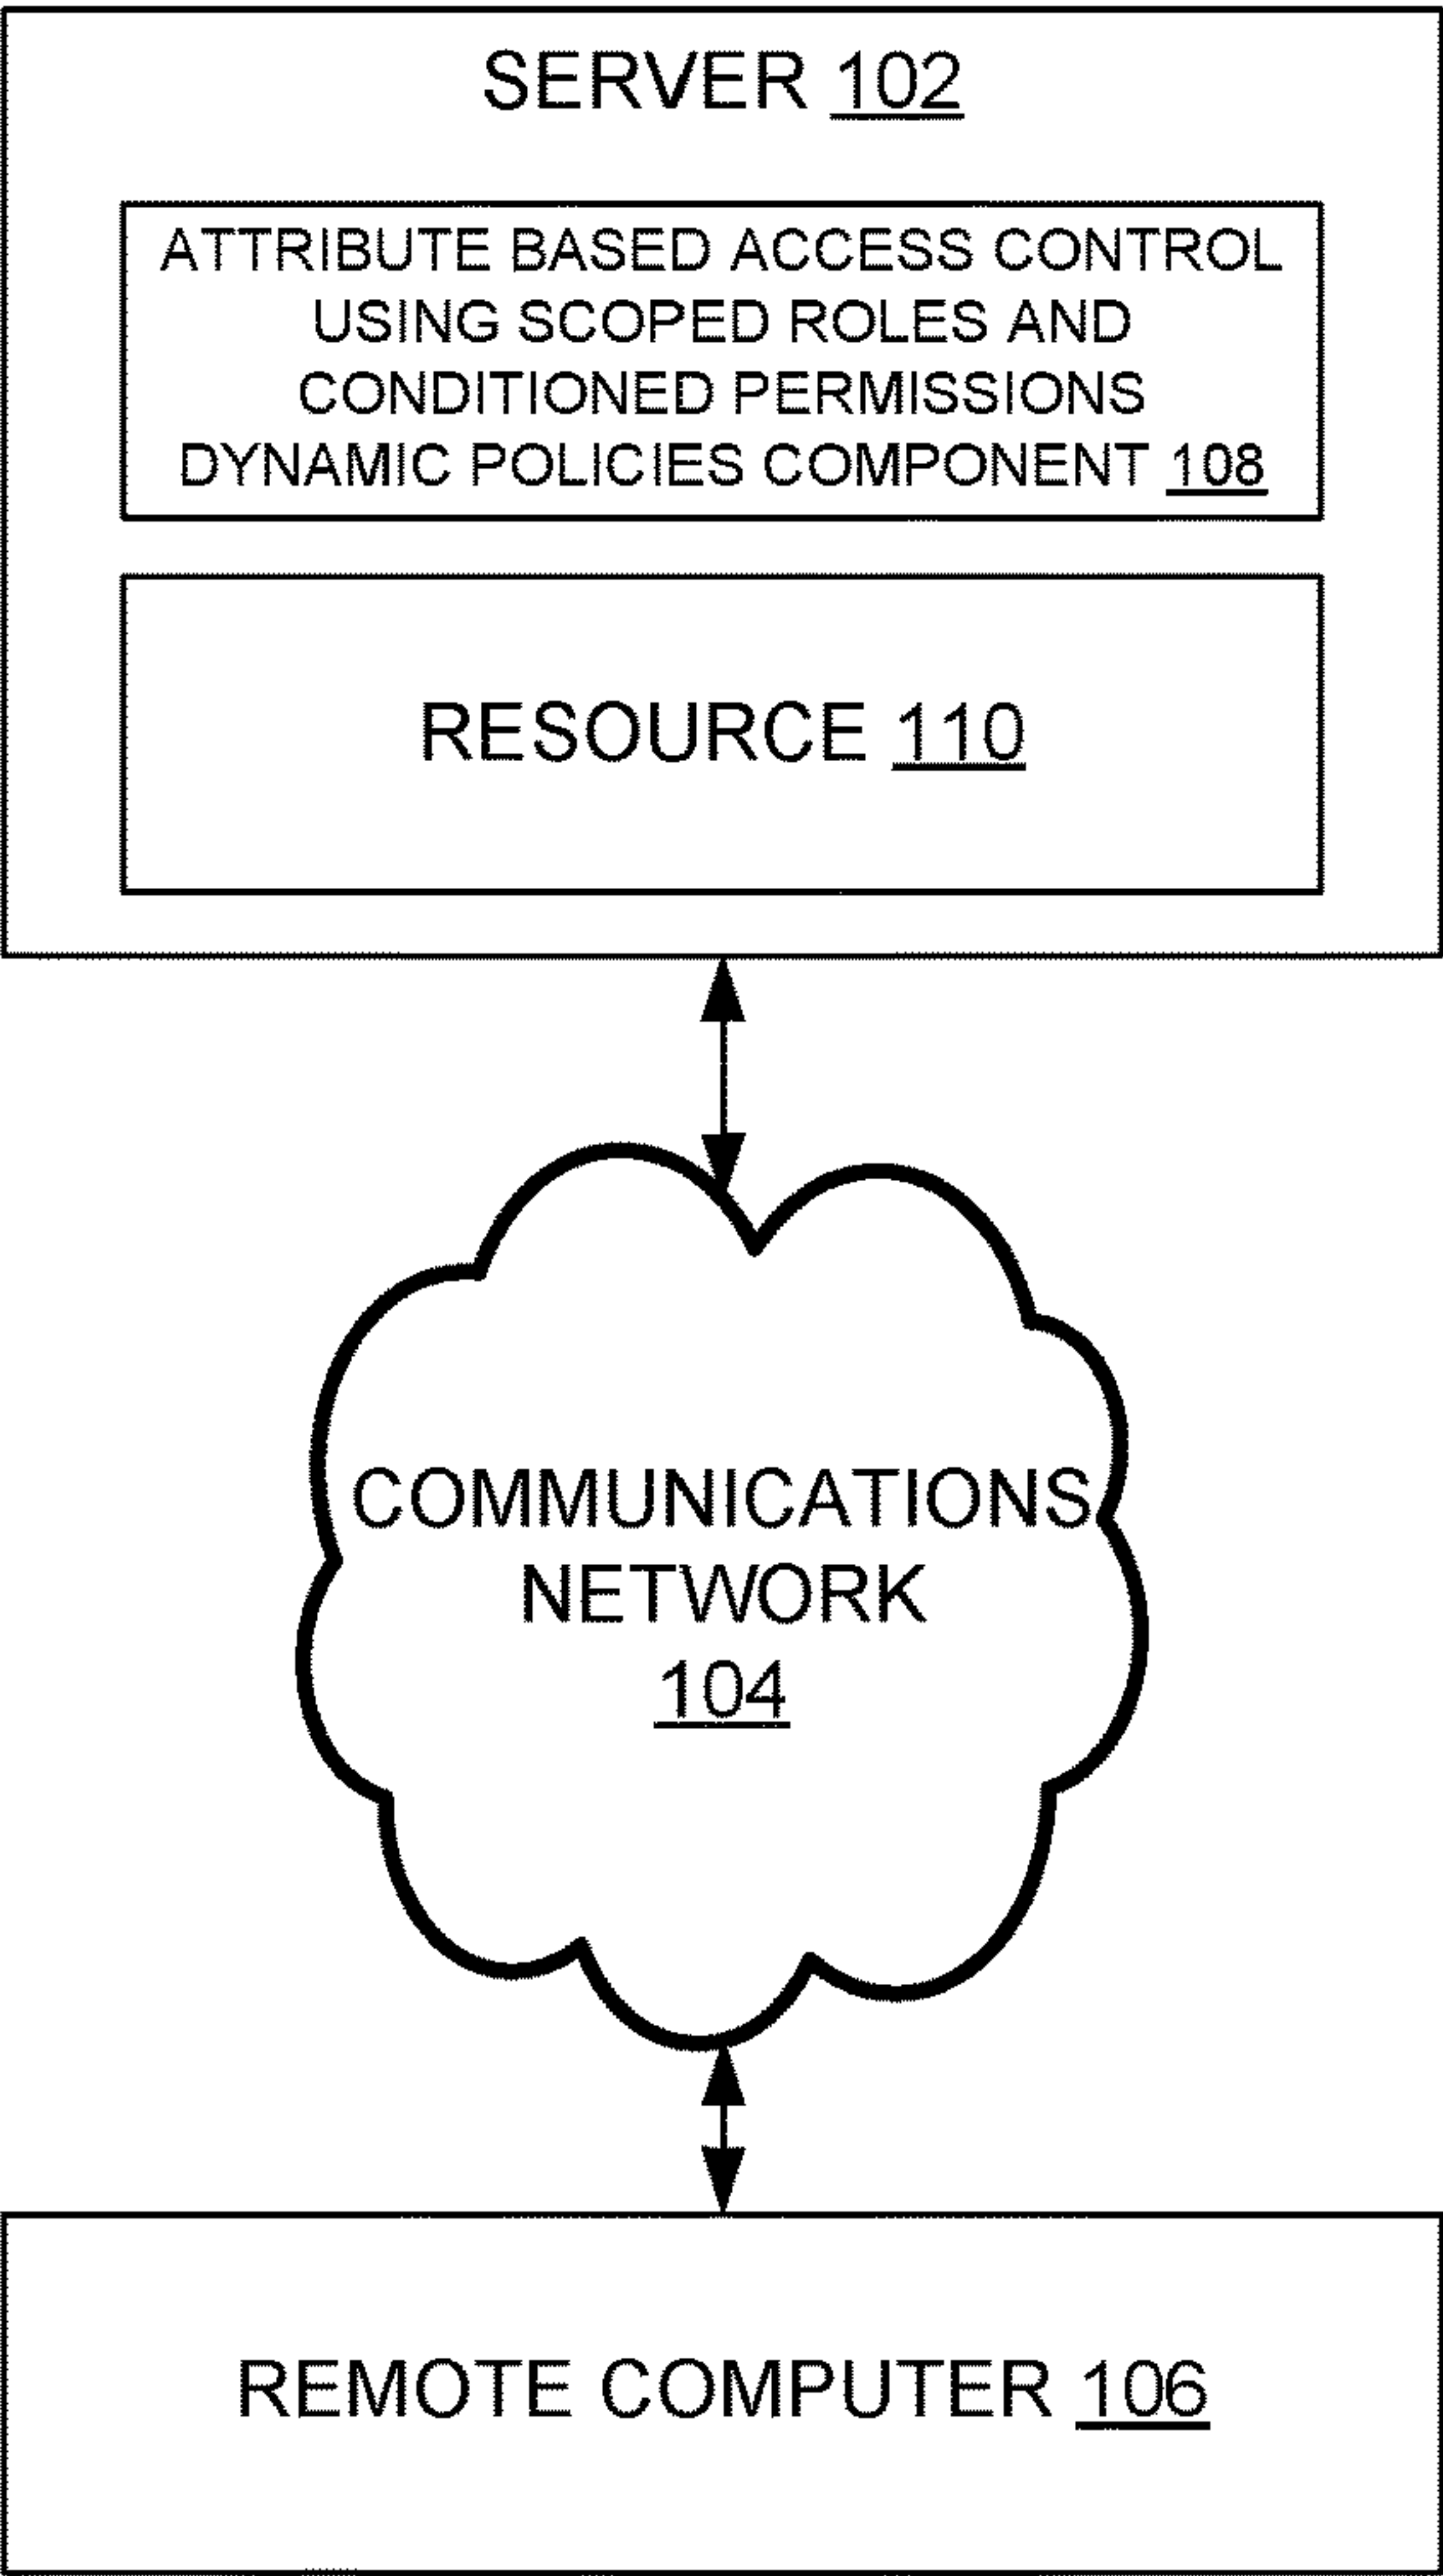 SERVER 102
ATTRIBUTE BASED ACCESS CONTROL
USING SCOPED ROLES AND
CONDITIONED PERMISSIONS
DYNAMIC POLICIES COMPONENT 108
RESOURCE 110
COMMUNICATIONS
NETWORK
104
REMOTE COMPUTER 106